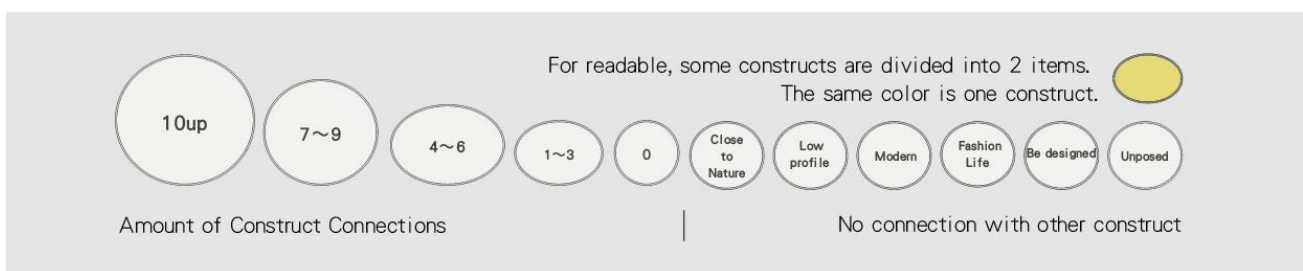 For readable, some constructs are divided into 2 items.
The same color is one construct.
10up
7～9
4～6
1～3
0
Close
to
Nature
Low
profile
Modern
Fashion
Life
Be designed
Unposed
Amount of Construct Connections
No connection with other construct